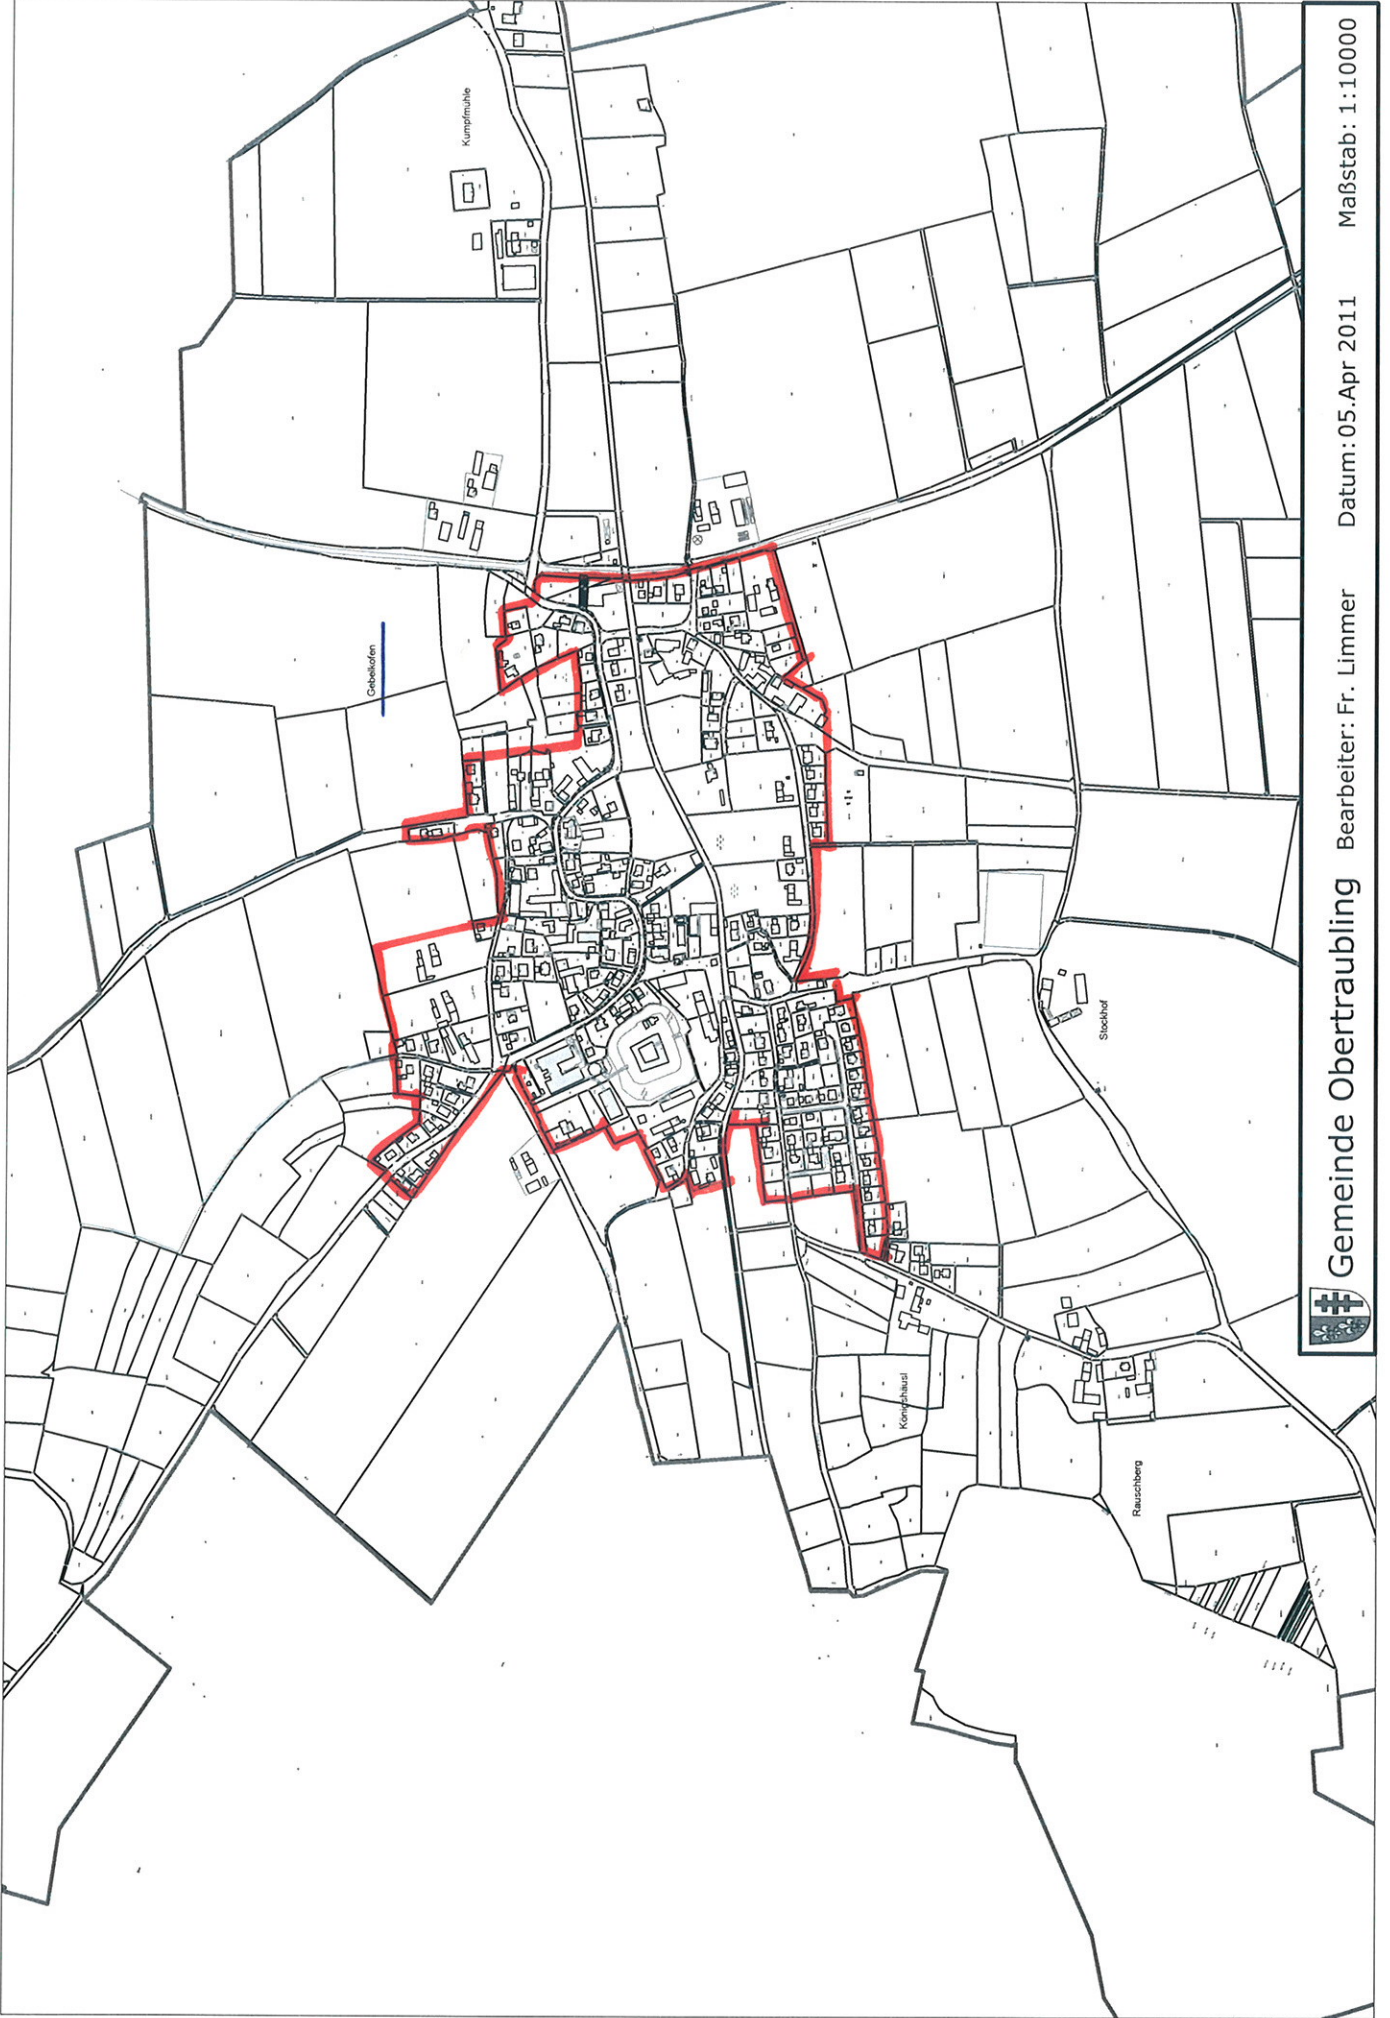 Kumpfmühle
Gebelkofen
Stockhof
Königshäusl
Rauschberg
Gemeinde Obertraubling Bearbeiter: Fr. Limmer Datum: 05.Apr 2011 Maßstab: 1:10000